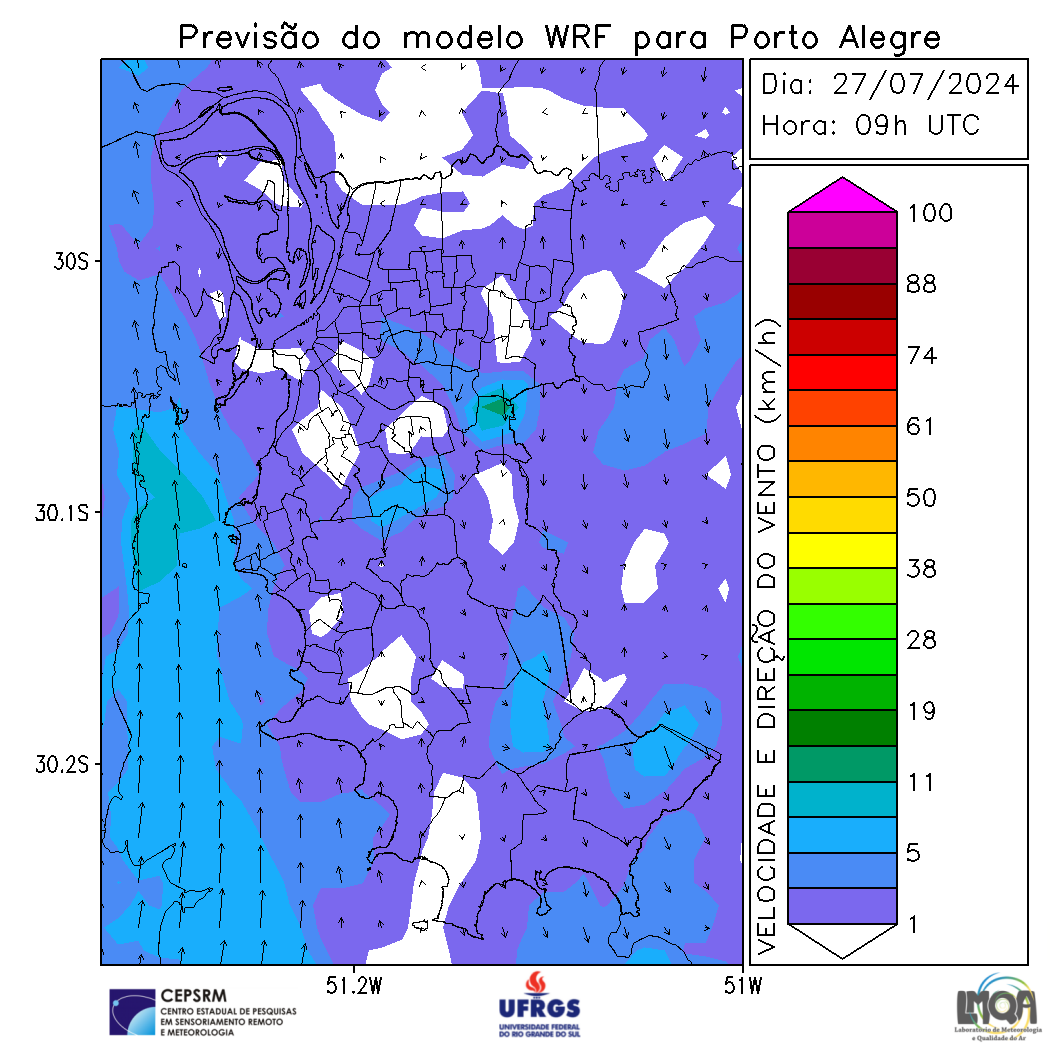 Previsão do modelo WRF para Porto Alegre
Dia: 27/07/2024
Hora: 09h UTC
30S
30.1S
30.2S
51.2W
51W
VELOCIDADE E DIREÇÃO DO VENTO (km/h)
100
88
74
61
50
38
28
19
11
5
1
CEPSRM
CENTRO ESTADUAL DE PESQUISAS
EM SENSORIAMENTO REMOTO
E METEOROLOGIA
UFRGS
UNIVERSIDADE FEDERAL
DO RIO GRANDE DO SUL
LMQA
Laboratório de Meteorologia
e Qualidade do Ar